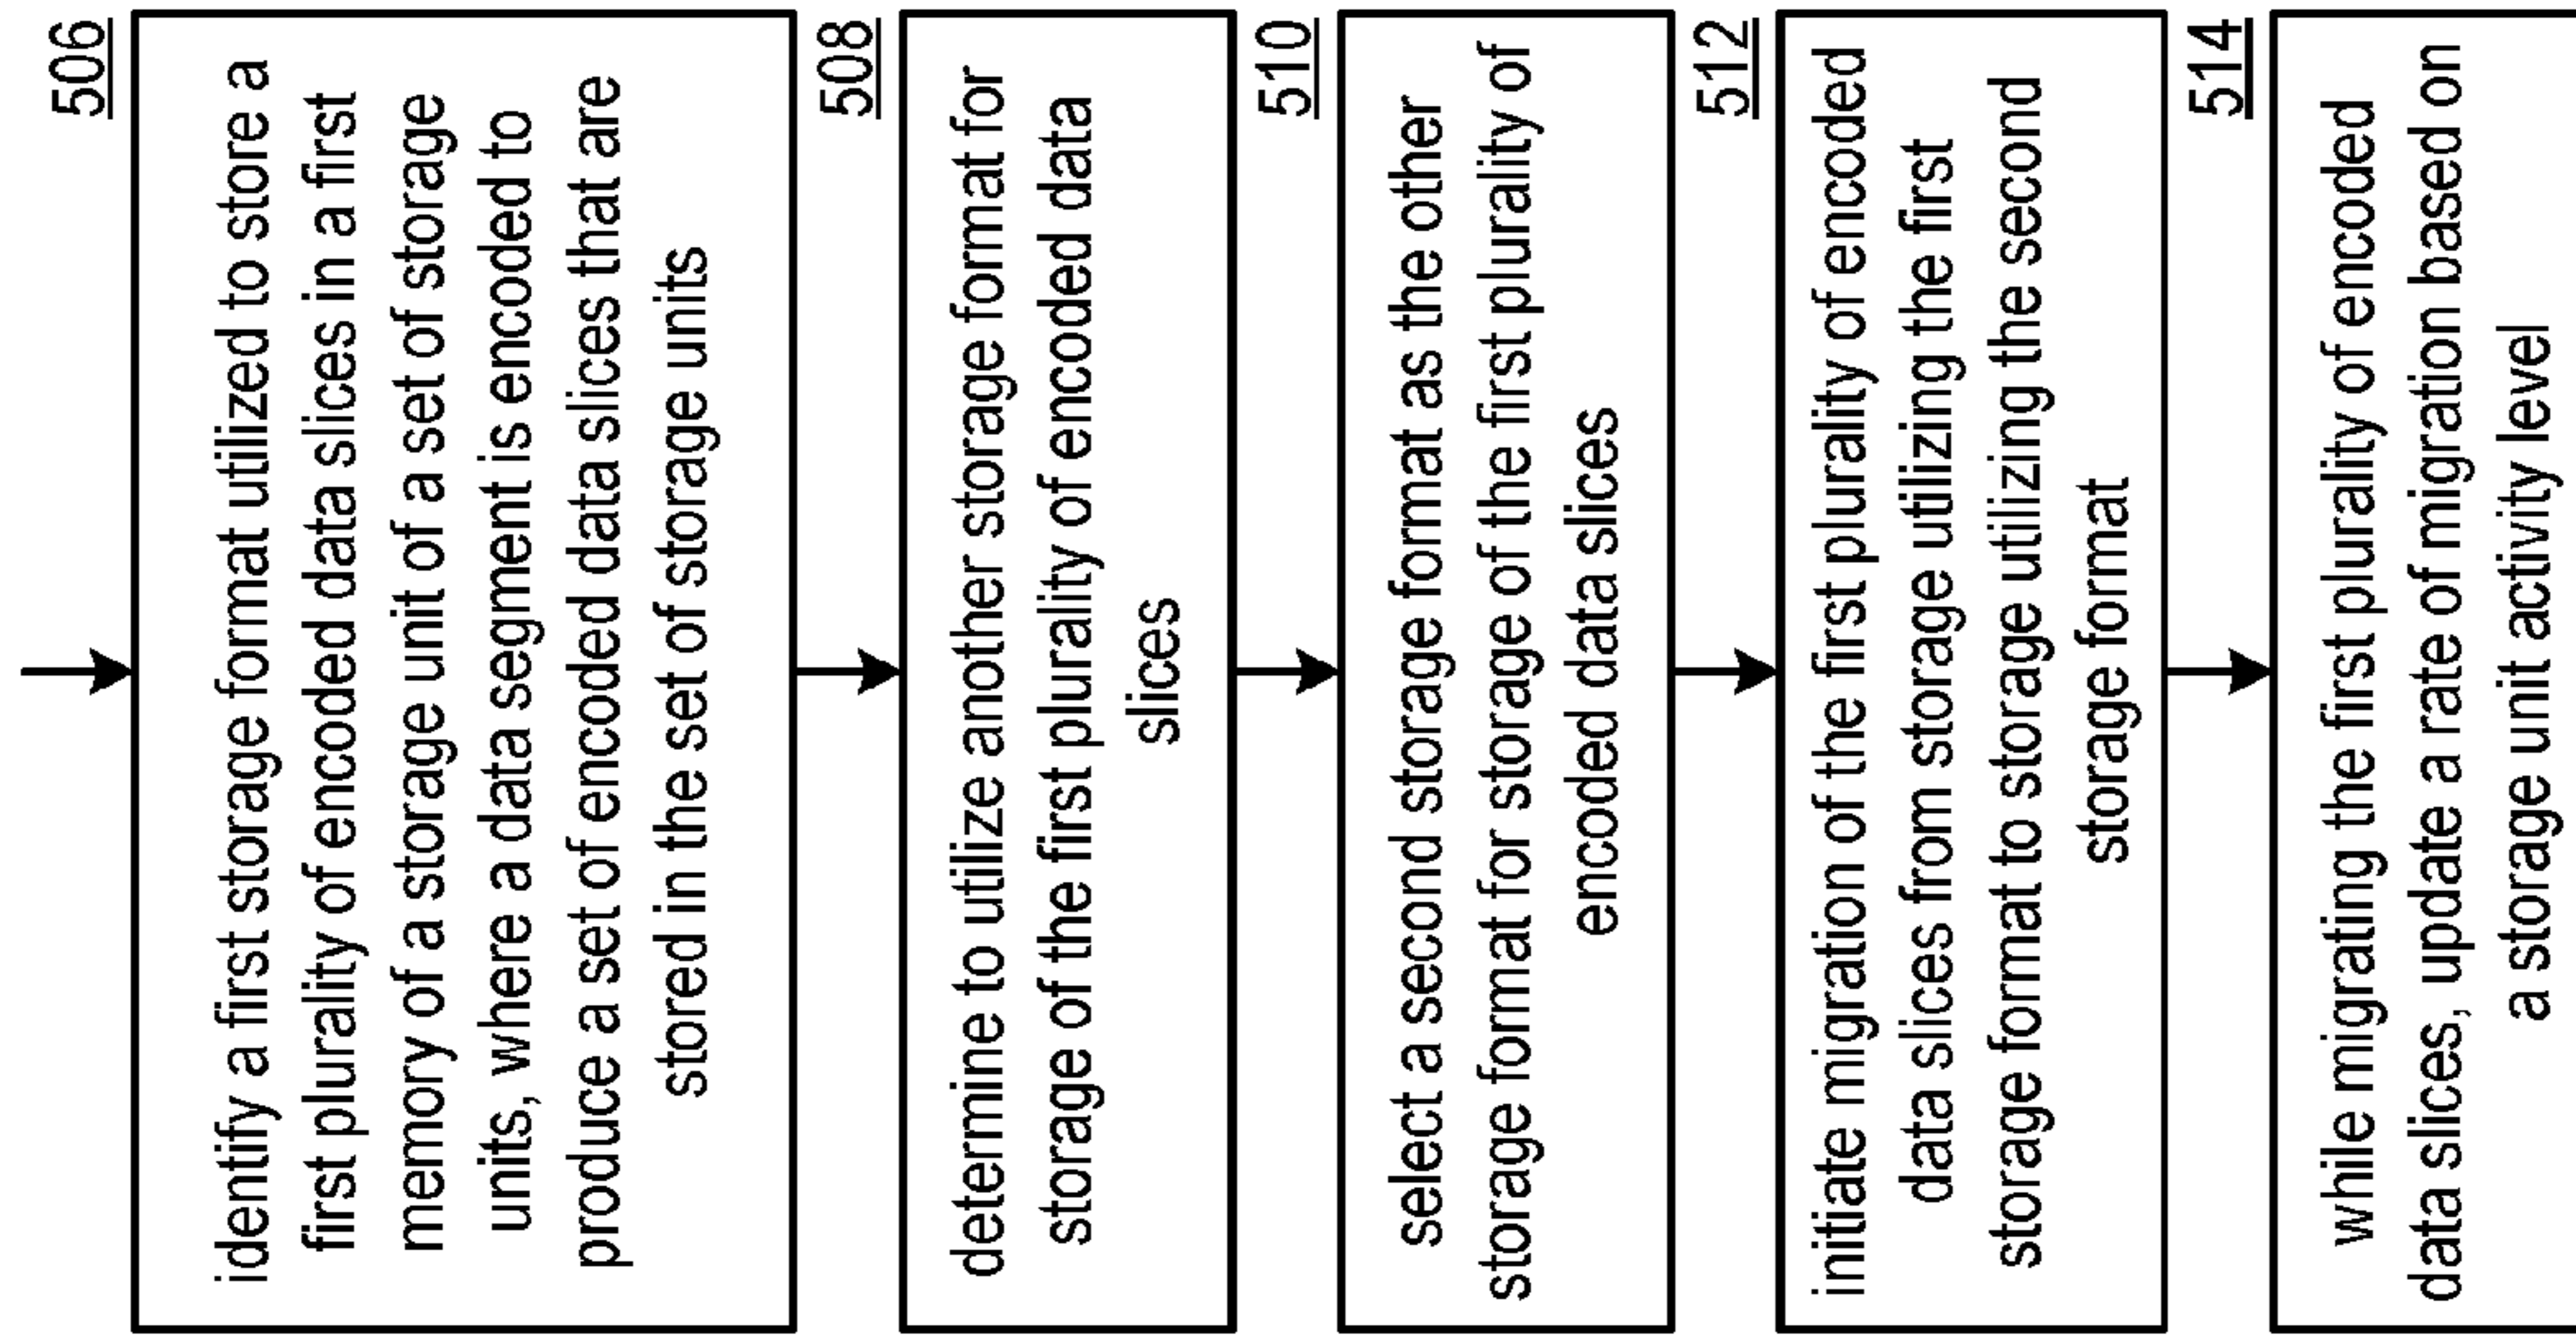 506
identify a first storage format utilized to store a
first plurality of encoded data slices in a first
memory of a storage unit of a set of storage
units, where a data segment is encoded to
produce a set of encoded data slices that are
stored in the set of storage units
508
determine to utilize another storage format for
storage of the first plurality of encoded data
slices
510
select a second storage format as the other
storage format for storage of the first plurality of
encoded data slices
512
initiate migration of the first plurality of encoded
data slices from storage utilizing the first
storage format to storage utilizing the second
storage format
514
while migrating the first plurality of encoded
data slices, update a rate of migration based on
a storage unit activity level